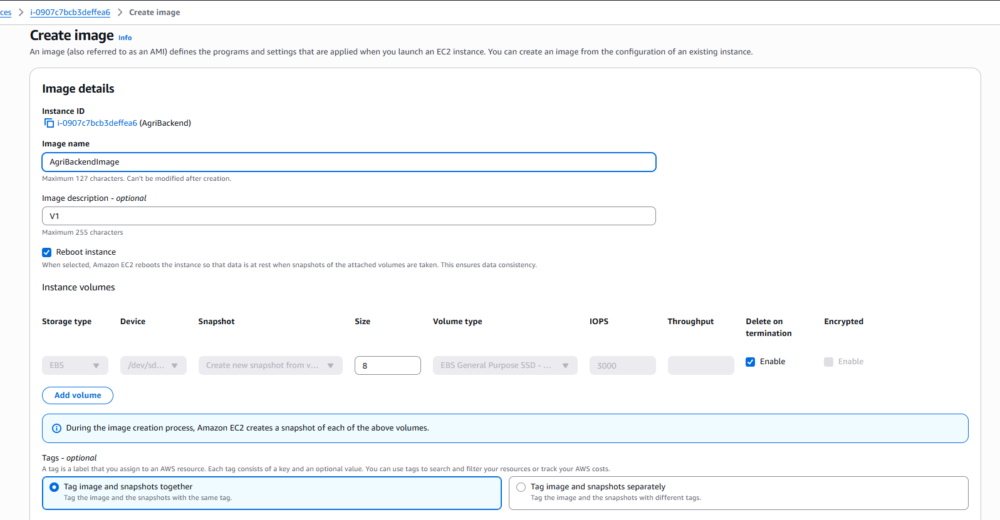 ces > i-0907c7bcb3deffea6 > Create image
Create image Info
An image (also referred to as an AMI) defines the programs and settings that are applied when you launch an EC2 instance. You can create an image from the configuration of an existing instance.
Image details
Instance ID
i-0907c7bcb3deffea6 (AgriBackend)
Image name
AgriBackendImage
Maximum 127 characters. Can't be modified after creation.
Image description - optional
V1
Maximum 255 characters
Reboot instance
When selected, Amazon EC2 reboots the instance so that data is at rest when snapshots of the attached volumes are taken. This ensures data consistency.
Instance volumes
Storage type Device Snapshot Size Volume type IOPS Throughput Delete on termination Encrypted
EBS /dev/sd... Create new snapshot from v... 8 EBS General Purpose SSD - ... 3000 Enable Enable
Add volume
During the image creation process, Amazon EC2 creates a snapshot of each of the above volumes.
Tags - optional
A tag is a label that you assign to an AWS resource. Each tag consists of a key and an optional value. You can use tags to search and filter your resources or track your AWS costs.
Tag image and snapshots together
Tag the image and the snapshots with the same tag.
Tag image and snapshots separately
Tag the image and the snapshots with different tags.